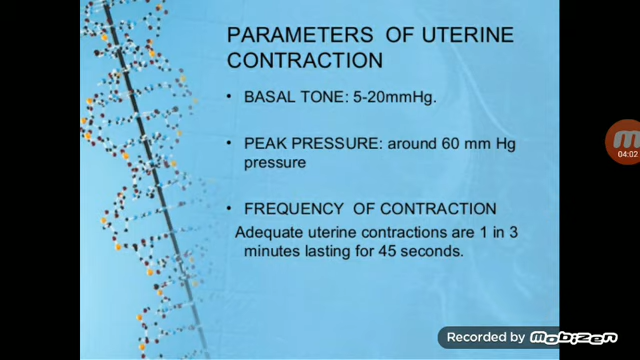 PARAMETERS OF UTERINE
CONTRACTION
• BASAL TONE: 5-20mmHg.
• PEAK PRESSURE: around 60 mm Hg
pressure
• FREQUENCY OF CONTRACTION
Adequate uterine contractions are 1 in 3
minutes lasting for 45 seconds.
04:02
Recorded by mobizen